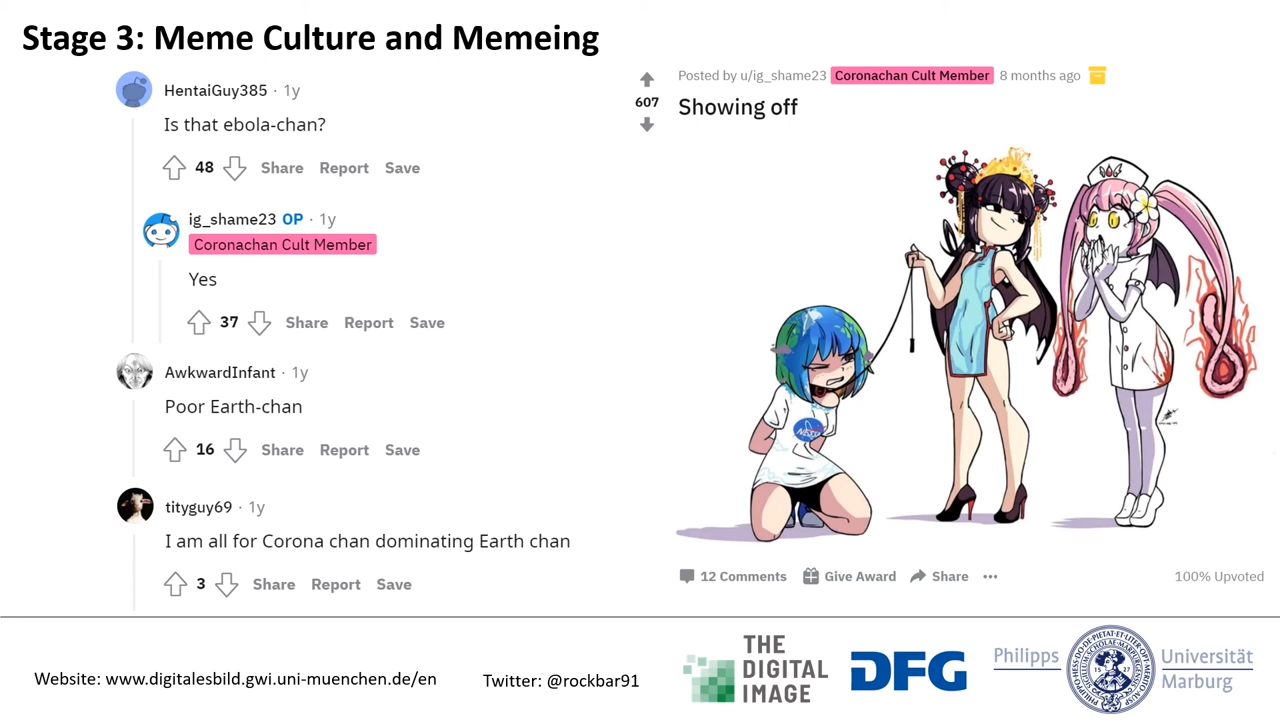 Stage 3: Meme Culture and Memeing
HentaiGuy385 · 1y
Is that ebola-chan?
48 Share Report Save
ig_shame23 OP · 1y
Coronachan Cult Member
Yes
37 Share Report Save
AwkwardInfant · 1y
Poor Earth-chan
16 Share Report Save
tityguy69 · 1y
I am all for Corona chan dominating Earth chan
3 Share Report Save
Posted by u/ig_shame23 Coronachan Cult Member 8 months ago
607
Showing off
12 Comments Give Award Share ··· 100% Upvoted
Website: www.digitalesbild.gwi.uni-muenchen.de/en
Twitter: @rockbar91
THE
DIGITAL
IMAGE
DFG
Philipps Universität
Marburg
15 27